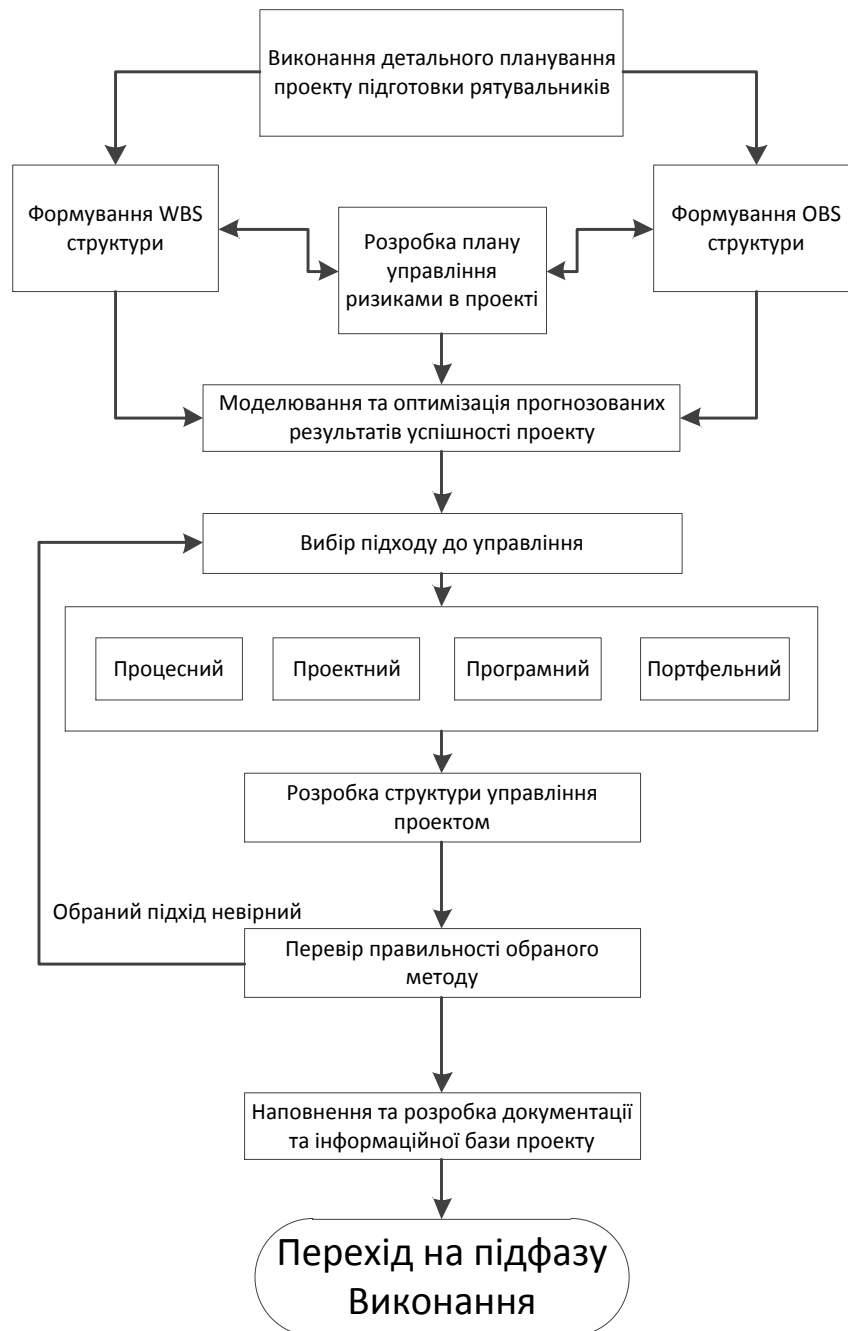 Виконання детального планування
проекту підготовки рятувальників
Формування WBS
структури
Розробка плану
управління
ризиками в проекті
Формування OBS
структури
Моделювання та оптимізація прогнозованих
результатів успішності проекту
Вибір підходу до управління
Процесний
Проектний
Програмний
Портфельний
Розробка структури управління
проектом
Обраний підхід невірний
Перевір правильності обраного
методу
Наповнення та розробка документації
та інформаційної бази проекту
Перехід на підфазу
Виконання